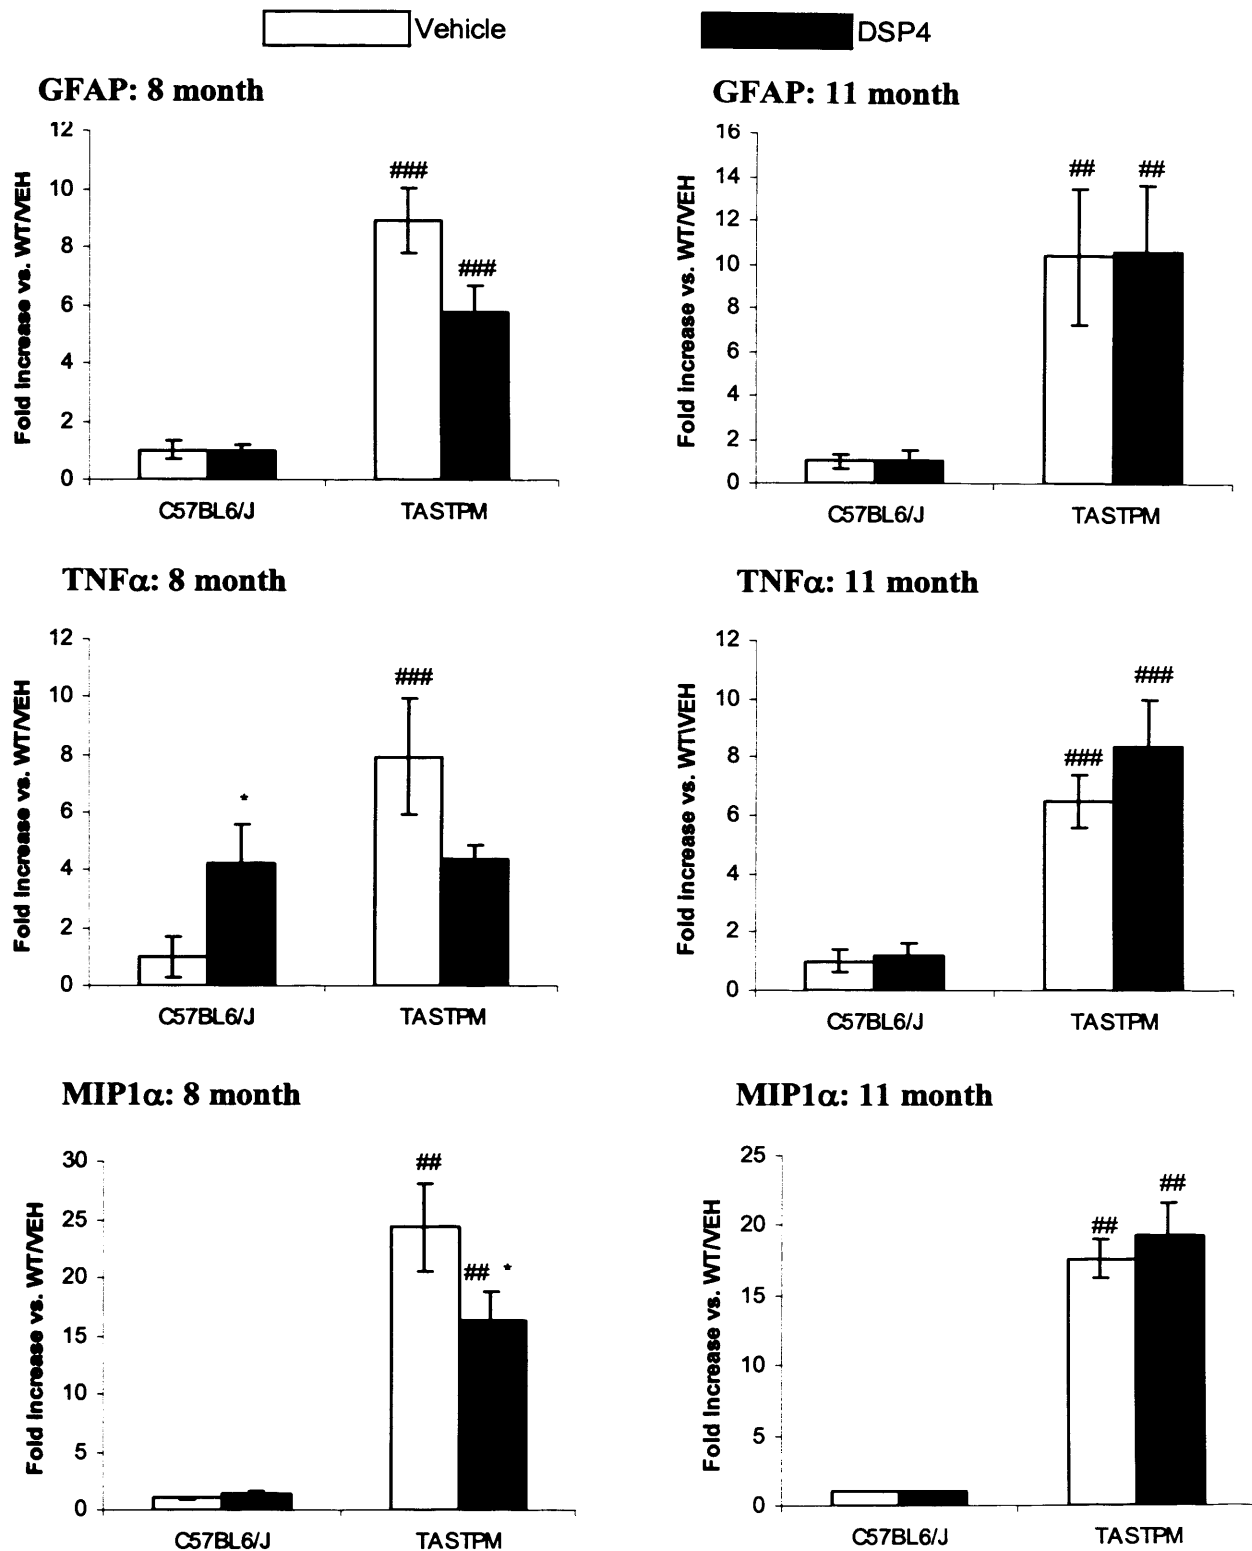 Vehicle
DSP4
GFAP: 8 month
Fold increase vs. WT/VEH
12
10
8
6
4
2
0
###
###
C57BL6/J
TASTPM
GFAP: 11 month
Fold increase vs. WT/VEH
16
14
12
10
8
6
4
2
0
##
##
C57BL6/J
TASTPM
TNFα: 8 month
Fold increase vs. WT/VEH
12
10
8
6
4
2
0
*
###
C57BL6/J
TASTPM
TNFα: 11 month
Fold increase vs. WT\VEH
12
10
8
6
4
2
0
###
###
C57BL6/J
TASTPM
MIP1α: 8 month
Fold increase vs. WT/VEH
30
25
20
15
10
5
0
##
## *
C57BL6/J
TASTPM
MIP1α: 11 month
Fold increase vs. WT/VEH
25
20
15
10
5
0
##
##
C57BL6/J
TASTPM